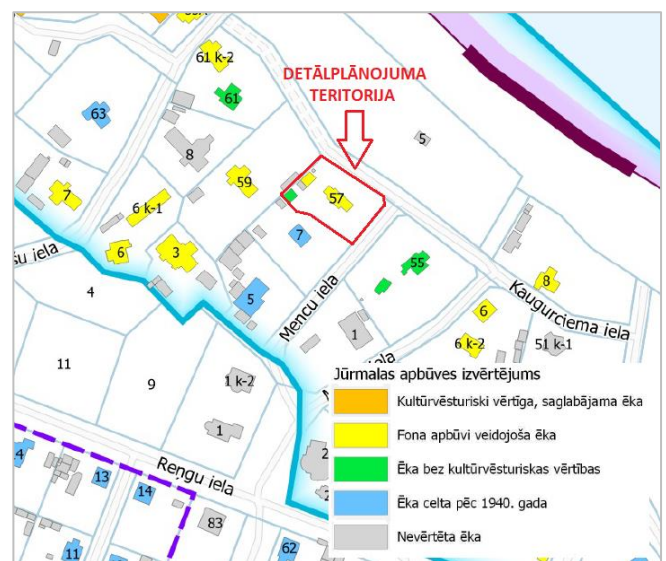 61 k-2
DETĀLPLĀNOJUMA
TERITORIJA
61
63
5
8
59
57
7
6 k-1
7
6
3
55
8
šu iela
4
5
Mencu iela
Kaugurciema iela
6
1
6 k-2
51 k-1
11
9
1 k-2
Jūrmalas apbūves izvērtējums
Kultūrvēsturiski vērtīga, saglabājama ēka
1
Fona apbūvi veidojoša ēka
Reņģu iela
Ēka bez kultūrvēsturiskas vērtības
13
14
Ēka celta pēc 1940. gada
83
11
62
Nevērtēta ēka